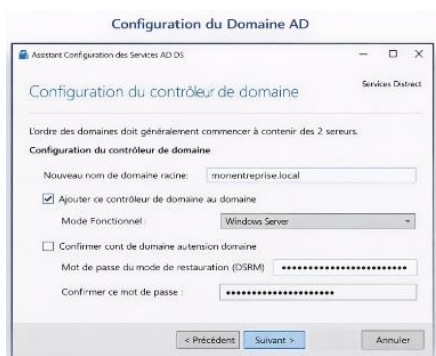 Configuration du Domaine AD
Assistant Configuration des Services AD DS
Configuration du contrôleur de domaine
Services Distrect
L'ordre des domaines doit généralement commencer à contenir des 2 sereurs.
Configuration du contrôleur de domaine
Nouveau nom de domaine racine: monentreprise.local
Ajouter ce contrôleur de domaine au domaine
Mode Fonctionnel: Windows Server
Confirmer cont de domaine autension domaine
Mot de passe du mode de restauration (DSRM)
Confirmer ce mot de passe :
< Précédent Suivant > Annuler